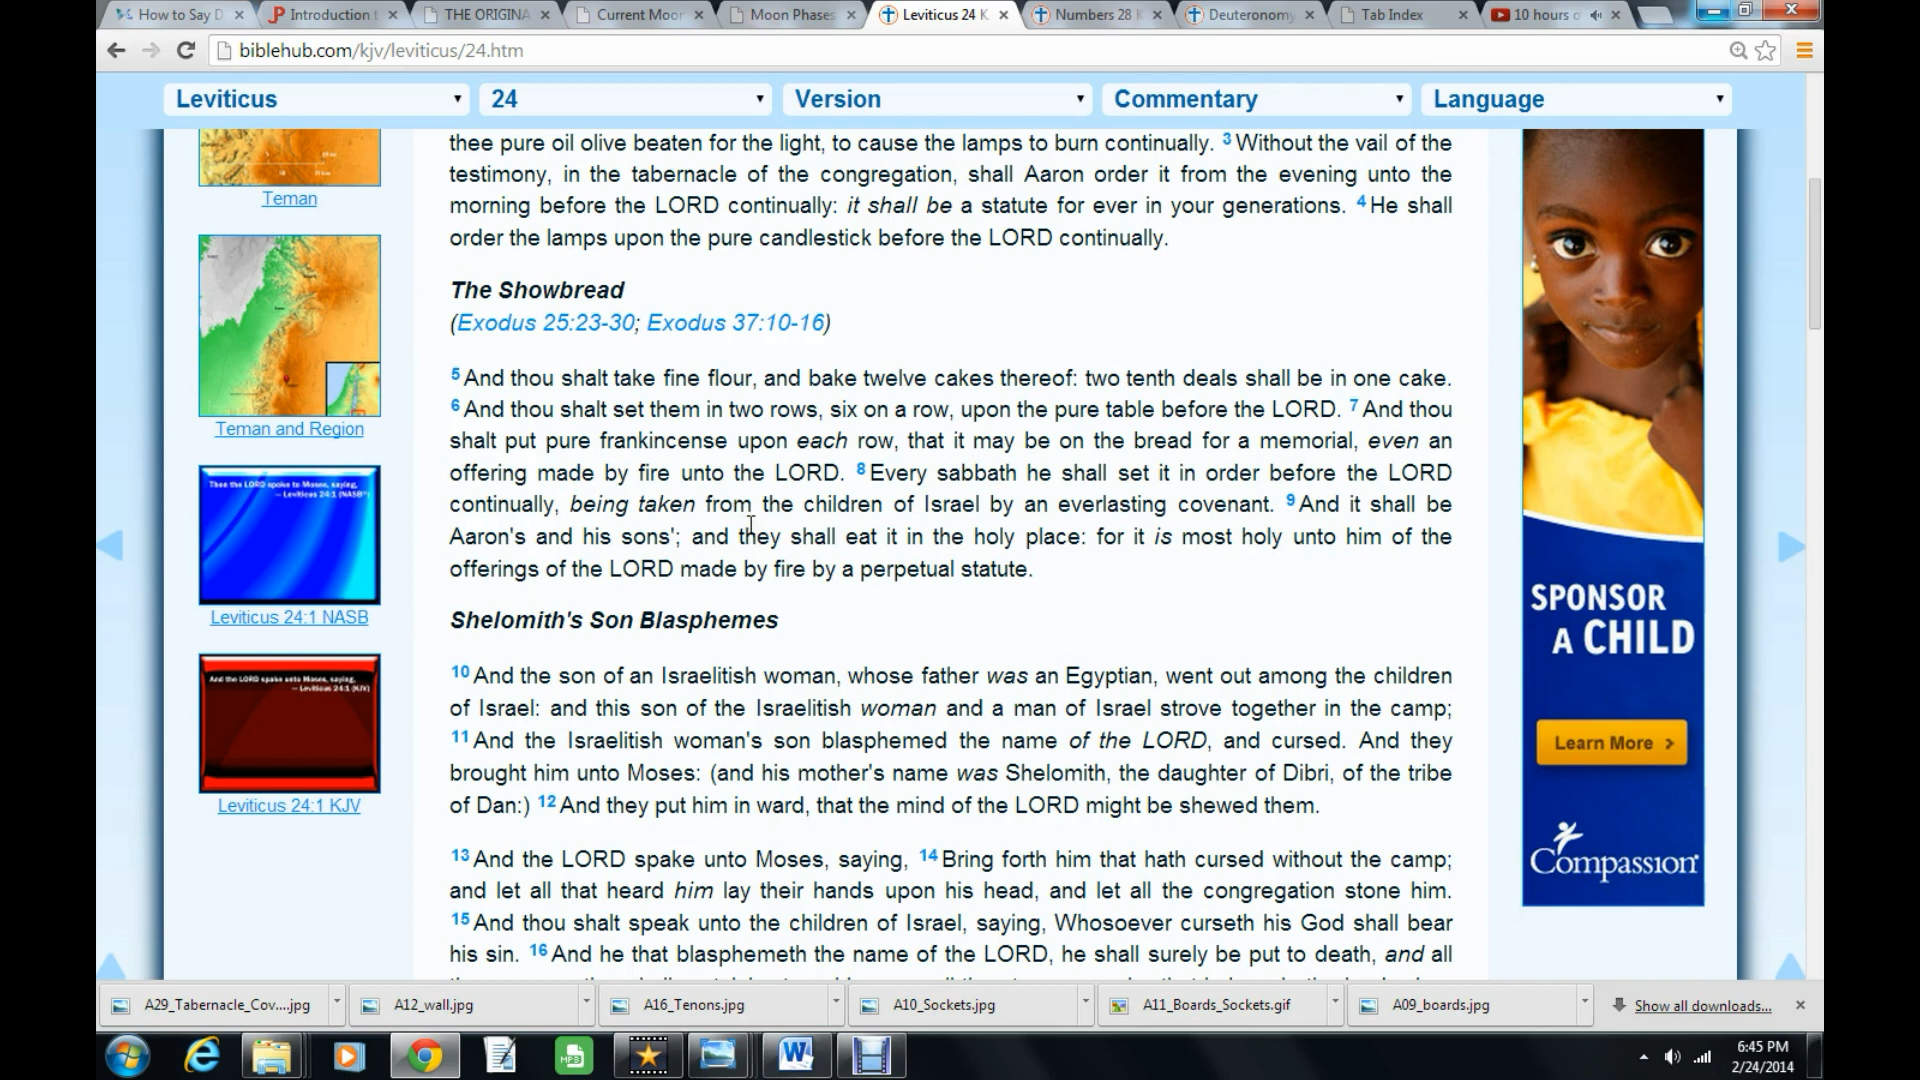 How to Say D
Introduction t
THE ORIGINA
Current Moor
Moon Phases
Leviticus 24 K
Numbers 28 K
Deuteronomy
Tab Index
10 hours o
biblehub.com/kjv/leviticus/24.htm
Leviticus
24
Version
Commentary
Language
Teman
Teman and Region
Then the LORD spoke to Moses, saying,
— Leviticus 24:1 (NASB®)
Leviticus 24:1 NASB
And the LORD spake unto Moses, saying,
— Leviticus 24:1 (KJV)
Leviticus 24:1 KJV
thee pure oil olive beaten for the light, to cause the lamps to burn continually. 3 Without the vail of the
testimony, in the tabernacle of the congregation, shall Aaron order it from the evening unto the
morning before the LORD continually: it shall be a statute for ever in your generations. 4 He shall
order the lamps upon the pure candlestick before the LORD continually.
The Showbread
(Exodus 25:23-30; Exodus 37:10-16)
5 And thou shalt take fine flour, and bake twelve cakes thereof: two tenth deals shall be in one cake.
6 And thou shalt set them in two rows, six on a row, upon the pure table before the LORD. 7 And thou
shalt put pure frankincense upon each row, that it may be on the bread for a memorial, even an
offering made by fire unto the LORD. 8 Every sabbath he shall set it in order before the LORD
continually, being taken from the children of Israel by an everlasting covenant. 9 And it shall be
Aaron's and his sons'; and they shall eat it in the holy place: for it is most holy unto him of the
offerings of the LORD made by fire by a perpetual statute.
Shelomith's Son Blasphemes
10 And the son of an Israelitish woman, whose father was an Egyptian, went out among the children
of Israel: and this son of the Israelitish woman and a man of Israel strove together in the camp;
11 And the Israelitish woman's son blasphemed the name of the LORD, and cursed. And they
brought him unto Moses: (and his mother's name was Shelomith, the daughter of Dibri, of the tribe
of Dan:) 12 And they put him in ward, that the mind of the LORD might be shewed them.
13 And the LORD spake unto Moses, saying, 14 Bring forth him that hath cursed without the camp;
and let all that heard him lay their hands upon his head, and let all the congregation stone him.
15 And thou shalt speak unto the children of Israel, saying, Whosoever curseth his God shall bear
his sin. 16 And he that blasphemeth the name of the LORD, he shall surely be put to death, and all
SPONSOR
A CHILD
Learn More >
Compassion
A29_Tabernacle_Cov....jpg
A12_wall.jpg
A16_Tenons.jpg
A10_Sockets.jpg
A11_Boards_Sockets.gif
A09_boards.jpg
Show all downloads...
MP3
W
6:45 PM
2/24/2014